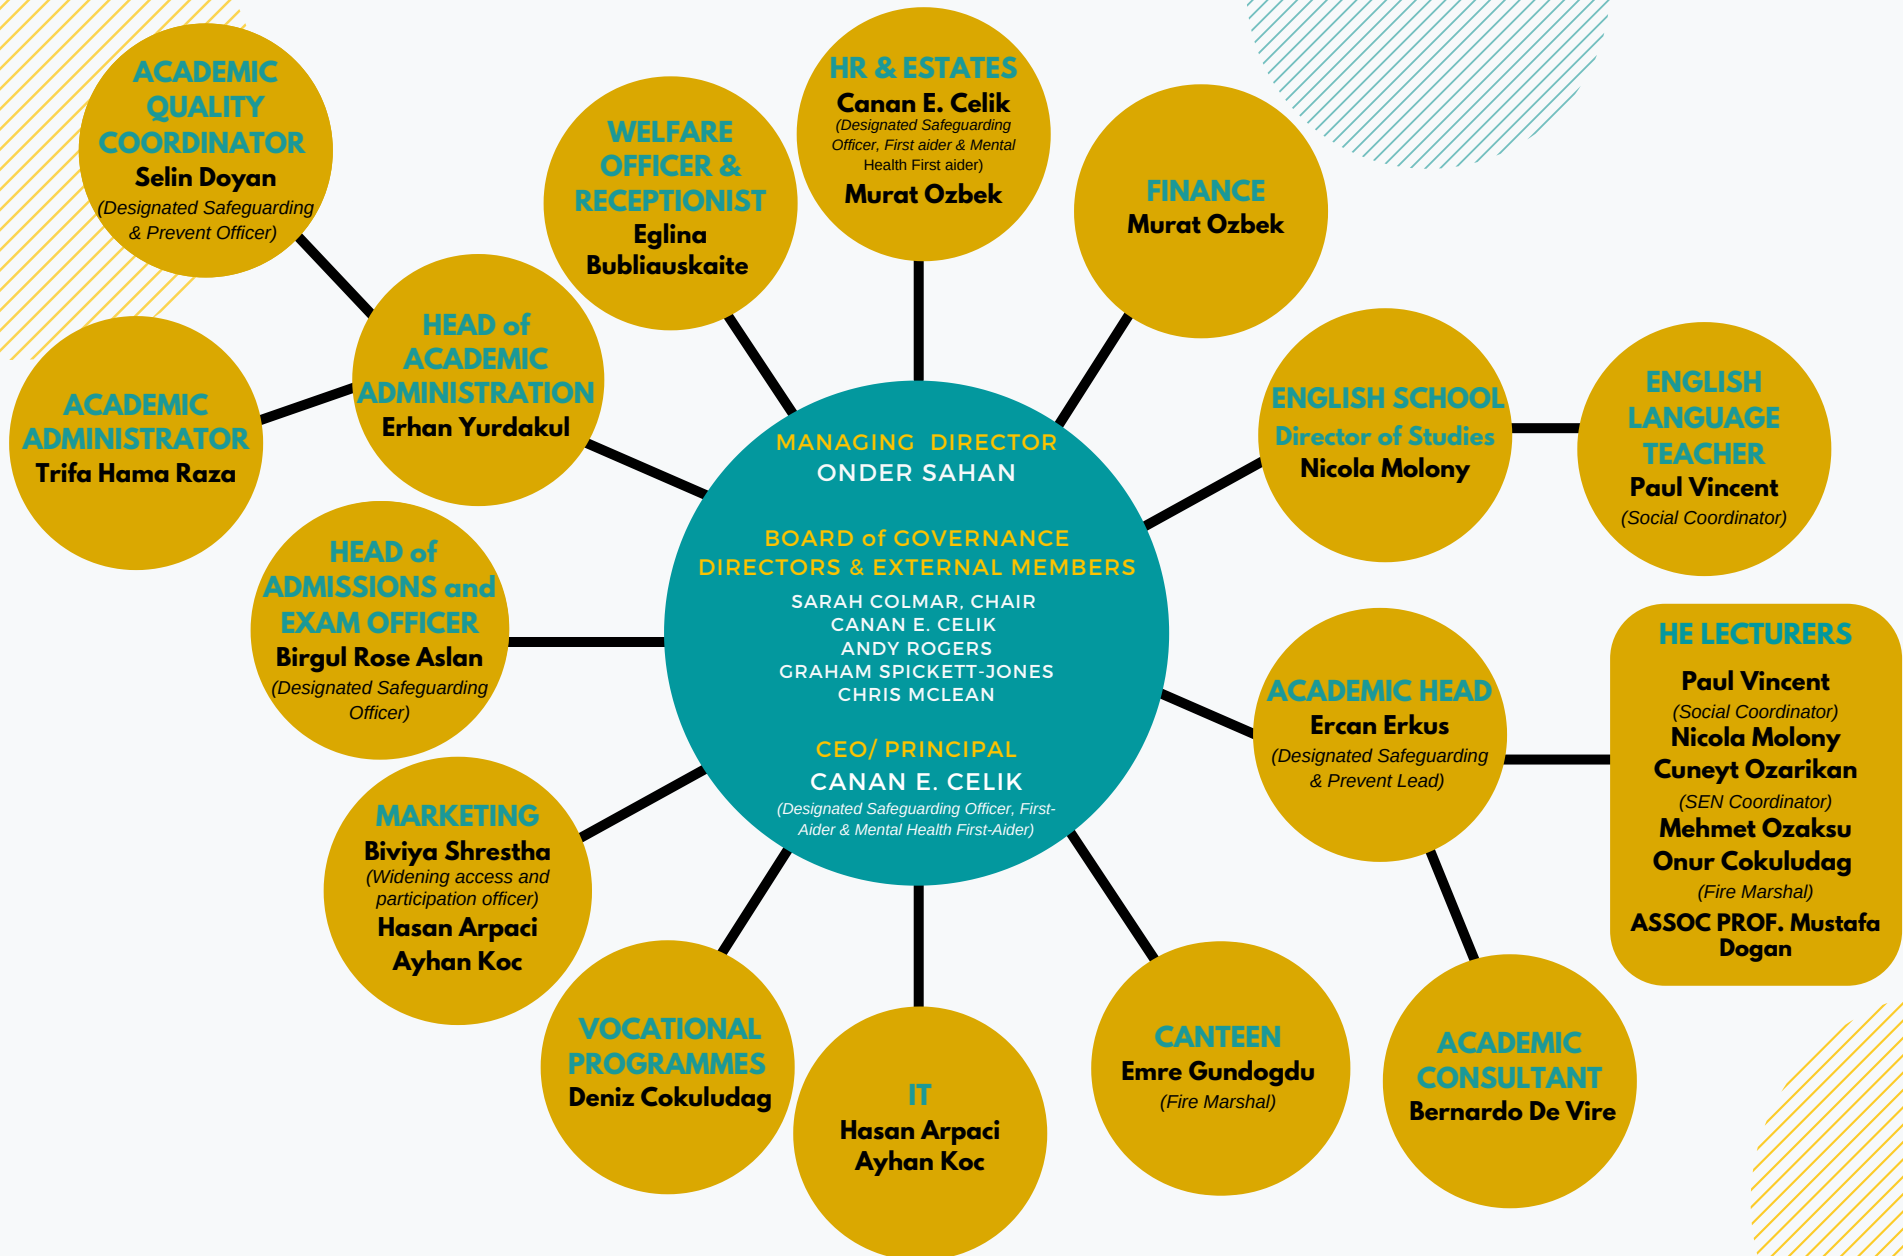 ACADEMIC
QUALITY
COORDINATOR
Selin Doyan
(Designated Safeguarding
& Prevent Officer)
WELFARE
OFFICER &
RECEPTIONIST
Eglina
Bubliauskaite
HR & ESTATES
Canan E. Celik
(Designated Safeguarding
Officer, First aider & Mental
Health First aider)
Murat Ozbek
FINANCE
Murat Ozbek
HEAD of
ACADEMIC
ADMINISTRATION
Erhan Yurdakul
ACADEMIC
ADMINISTRATOR
Trifa Hama Raza
ENGLISH SCHOOL
Director of Studies
Nicola Molony
ENGLISH
LANGUAGE
TEACHER
Paul Vincent
(Social Coordinator)
MANAGING DIRECTOR
ONDER SAHAN
BOARD of GOVERNANCE
DIRECTORS & EXTERNAL MEMBERS
SARAH COLMAR, CHAIR
CANAN E. CELIK
ANDY ROGERS
GRAHAM SPICKETT-JONES
CHRIS MCLEAN
CEO/ PRINCIPAL
CANAN E. CELIK
(Designated Safeguarding Officer, First-
Aider & Mental Health First-Aider)
HEAD of
ADMISSIONS and
EXAM OFFICER
Birgul Rose Aslan
(Designated Safeguarding
Officer)
ACADEMIC HEAD
Ercan Erkus
(Designated Safeguarding
& Prevent Lead)
HE LECTURERS
Paul Vincent
(Social Coordinator)
Nicola Molony
Cuneyt Ozarikan
(SEN Coordinator)
Mehmet Ozaksu
Onur Cokuludag
(Fire Marshal)
ASSOC PROF. Mustafa
Dogan
MARKETING
Biviya Shrestha
(Widening access and
participation officer)
Hasan Arpaci
Ayhan Koc
VOCATIONAL
PROGRAMMES
Deniz Cokuludag
IT
Hasan Arpaci
Ayhan Koc
CANTEEN
Emre Gundogdu
(Fire Marshal)
ACADEMIC
CONSULTANT
Bernardo De Vire